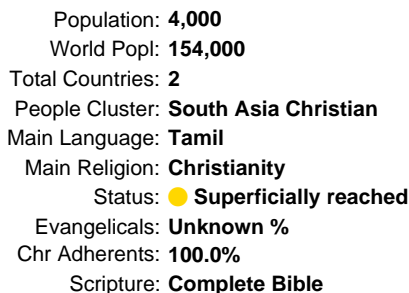 Population: 4,000
World Popl: 154,000
Total Countries: 2
People Cluster: South Asia Christian
Main Language: Tamil
Main Religion: Christianity
Status: Superficially reached
Evangelicals: Unknown %
Chr Adherents: 100.0%
Scripture: Complete Bible